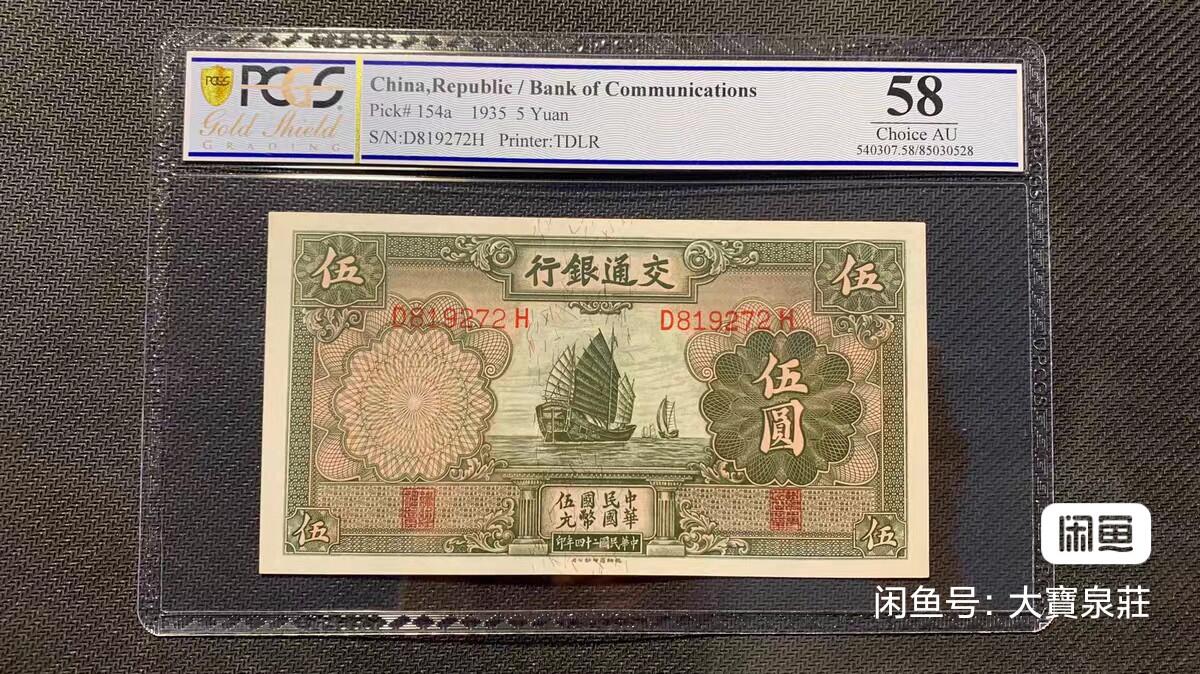 PCGS
PCGS
Gold Shield
GRADING
China,Republic / Bank of Communications
Pick# 154a 1935 5 Yuan
S/N:D819272H Printer:TDLR
58
Choice AU
540307.58/85030528
伍
行銀通交
伍
D819272H
D819272H
伍圓
中華民國國幣伍元
印年四十二國民華中
伍
伍
闲鱼
闲鱼号：大寶泉莊